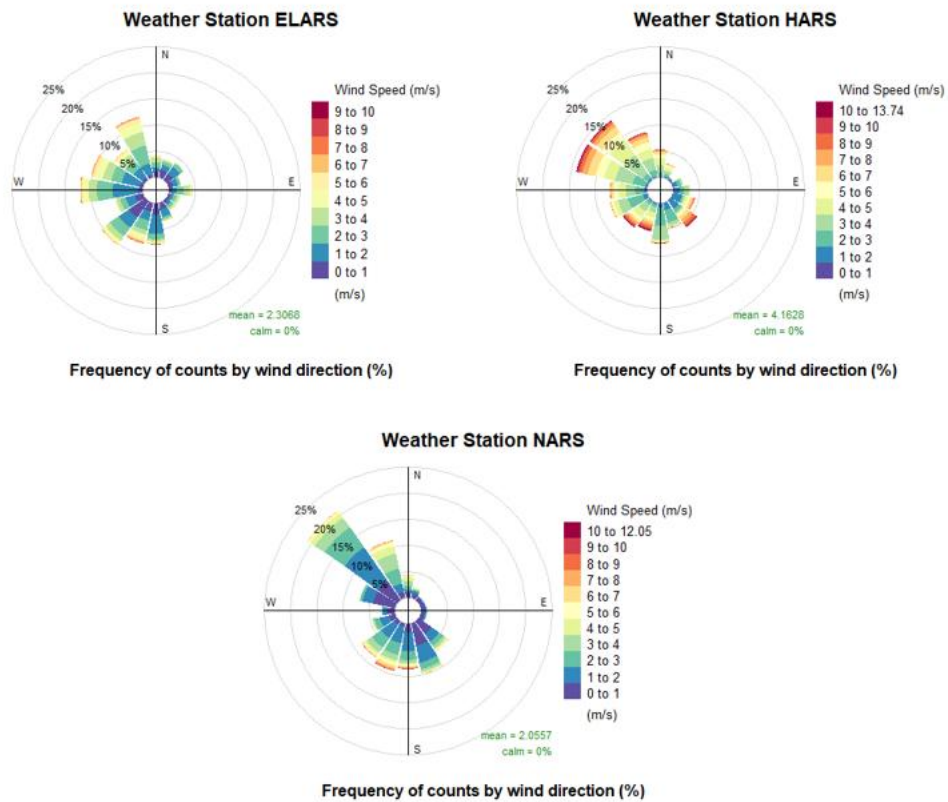 Weather Station ELARS
N
25%
20%
15%
10%
5%
W
E
S
Wind Speed (m/s)
9 to 10
8 to 9
7 to 8
6 to 7
5 to 6
4 to 5
3 to 4
2 to 3
1 to 2
0 to 1
(m/s)
mean = 2.3068
calm = 0%
Frequency of counts by wind direction (%)
Weather Station HARS
N
25%
20%
15%
10%
5%
W
E
S
Wind Speed (m/s)
10 to 13.74
9 to 10
8 to 9
7 to 8
6 to 7
5 to 6
4 to 5
3 to 4
2 to 3
1 to 2
0 to 1
(m/s)
mean = 4.1628
calm = 0%
Frequency of counts by wind direction (%)
Weather Station NARS
N
25%
20%
15%
10%
5%
W
E
S
Wind Speed (m/s)
10 to 12.05
9 to 10
8 to 9
7 to 8
6 to 7
5 to 6
4 to 5
3 to 4
2 to 3
1 to 2
0 to 1
(m/s)
mean = 2.0557
calm = 0%
Frequency of counts by wind direction (%)